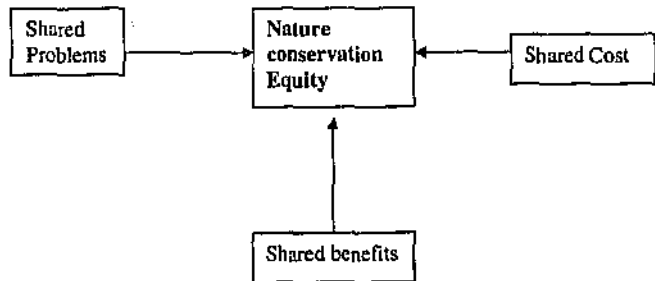 Shared
Problems
Nature
conservation
Equity
Shared Cost
Shared benefits